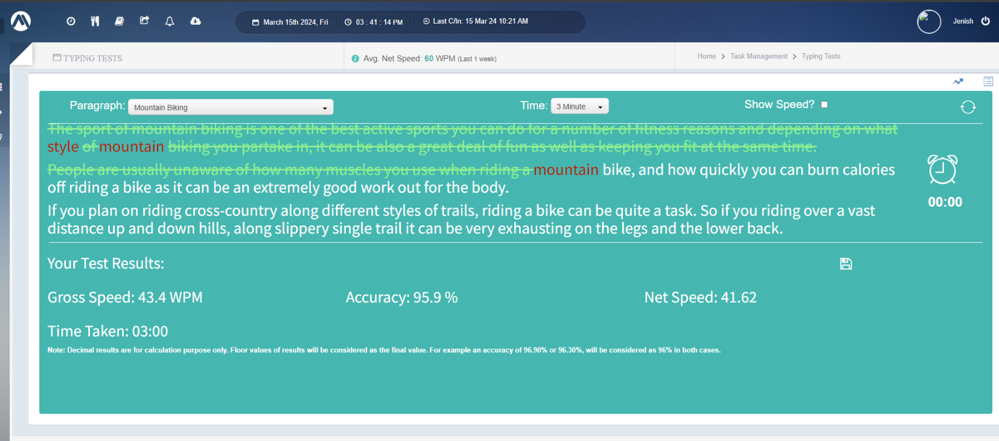 March 15th 2024, Fri
03 : 41 : 14 PM
Last C/In: 15 Mar 24 10:21 AM
Jenish
TYPING TESTS
Avg. Net Speed: 60 WPM (Last 1 week)
Home > Task Management > Typing Tests
Paragraph: Mountain Biking
Time: 3 Minute
Show Speed?
The sport of mountain biking is one of the best active sports you can do for a number of fitness reasons and depending on what
style of mountain biking you partake in, it can be also a great deal of fun as well as keeping you fit at the same time.
People are usually unaware of how many muscles you use when riding a mountain bike, and how quickly you can burn calories
off riding a bike as it can be an extremely good work out for the body.
If you plan on riding cross-country along different styles of trails, riding a bike can be quite a task. So if you riding over a vast
distance up and down hills, along slippery single trail it can be very exhausting on the legs and the lower back.
00:00
Your Test Results:
Gross Speed: 43.4 WPM
Accuracy: 95.9 %
Net Speed: 41.62
Time Taken: 03:00
Note: Decimal results are for calculation purpose only. Floor values of results will be considered as the final value. For example an accuracy of 96.90% or 96.30%, will be considered as 96% in both cases.